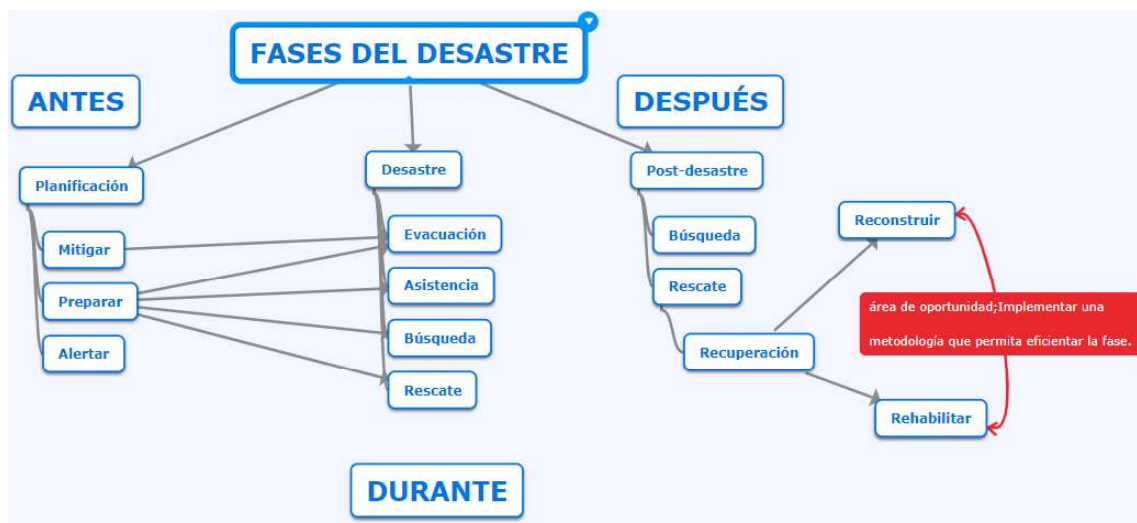 FASES DEL DESASTRE
ANTES
DESPUÉS
Planificación
Desastre
Post-desastre
Mitigar
Preparar
Alertar
Evacuación
Asistencia
Búsqueda
Rescate
Búsqueda
Rescate
Recuperación
Reconstruir
área de oportunidad;Implementar una
metodología que permita eficientar la fase.
Rehabilitar
DURANTE